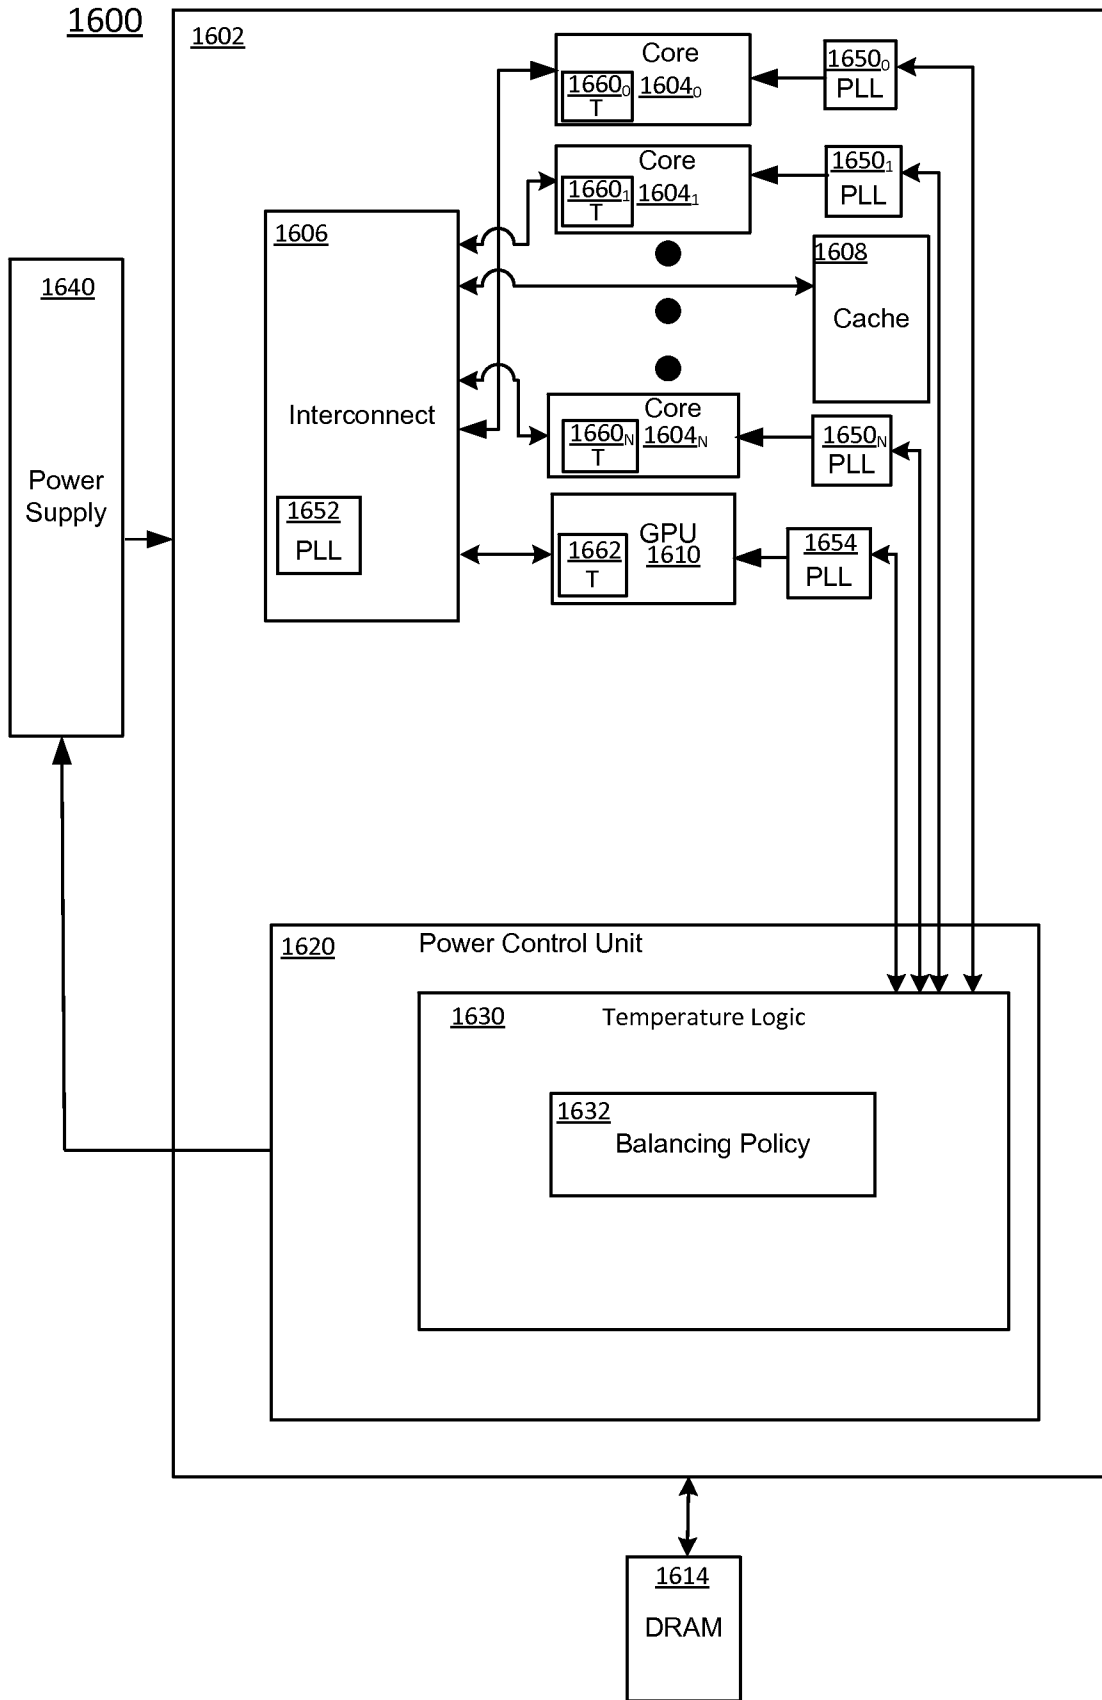 1600
1602
Core
1660₀
1604₀
T
1650₀
PLL
Core
1660₁
1604₁
T
1650₁
PLL
1606
Interconnect
1652
PLL
1608
Cache
1640
Power
Supply
Core
1660N
1604N
T
1650N
PLL
GPU
1662
1610
T
1654
PLL
1620
Power Control Unit
1630
Temperature Logic
1632
Balancing Policy
1614
DRAM